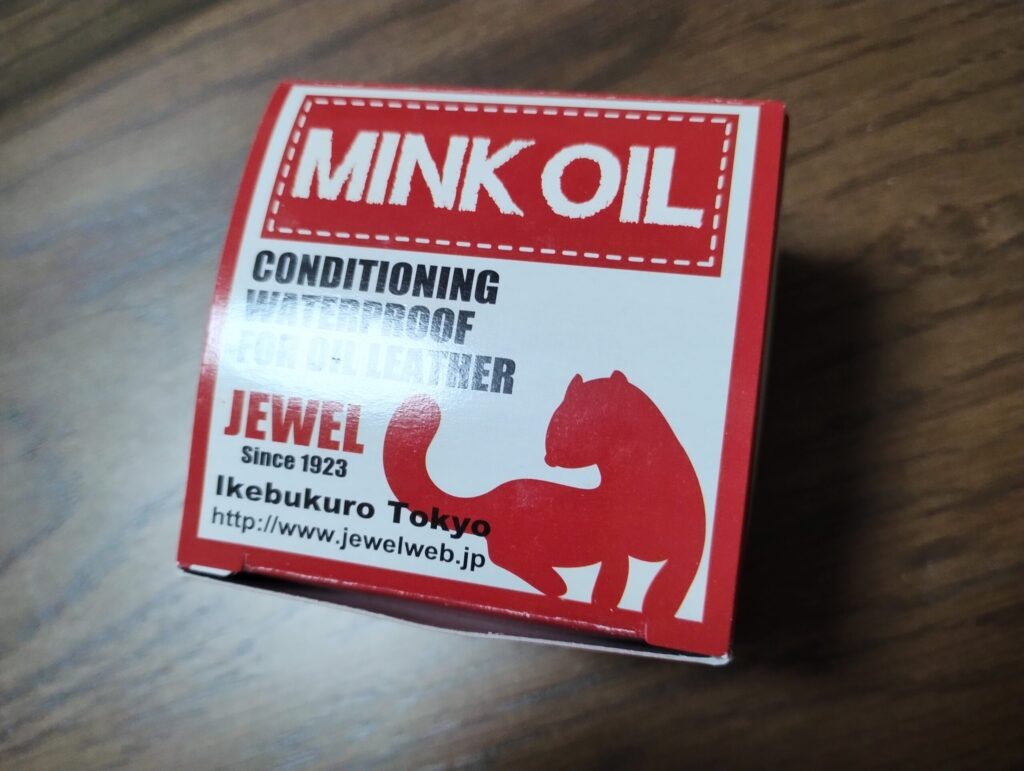 MINK OIL
CONDITIONING
WATERPROOF
FOR OIL LEATHER
JEWEL
Since 1923
Ikebukuro Tokyo
http://www.jewelweb.jp